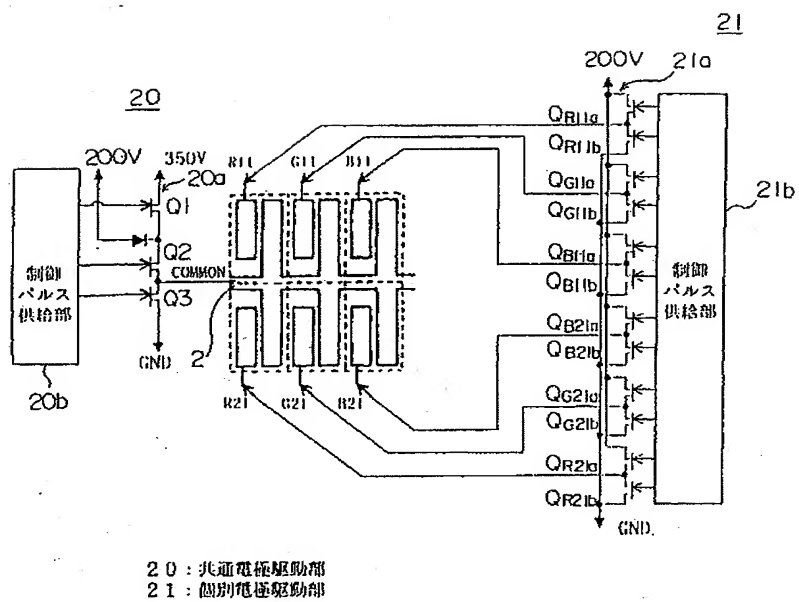 21
200V
21a
20
200V
350V
20a
Q1
Q2
Q3
COMMON
GND
2
制御
パルス
供給部
20b
R11
G11
B11
R21
G21
B21
QR11a
QR11b
QG11a
QG11b
QB11a
QB11b
QB21a
QB21b
QG21a
QG21b
QR21a
QR21b
GND.
制御
パルス
供給部
21b
20:共通電極駆動部
21:個別電極駆動部